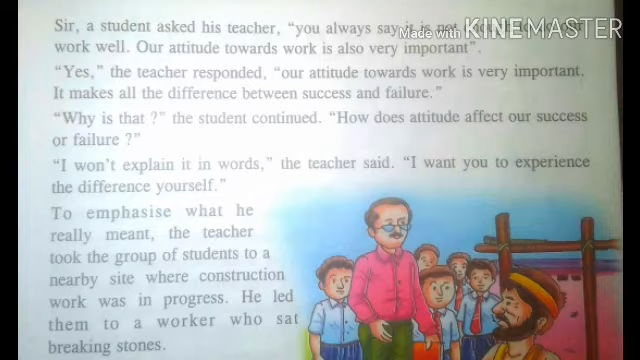 Sir, a student asked his teacher, "you always say it is not
work well. Our attitude towards work is also very important".
"Yes," the teacher responded, "our attitude towards work is very important.
It makes all the difference between success and failure."
"Why is that ?" the student continued. "How does attitude affect our success
or failure ?"
"I won't explain it in words," the teacher said. "I want you to experience
the difference yourself."
To emphasise what he
really meant, the teacher
took the group of students to a
nearby site where construction
work was in progress. He led
them to a worker who sat
breaking stones.
Made with KINEMASTER